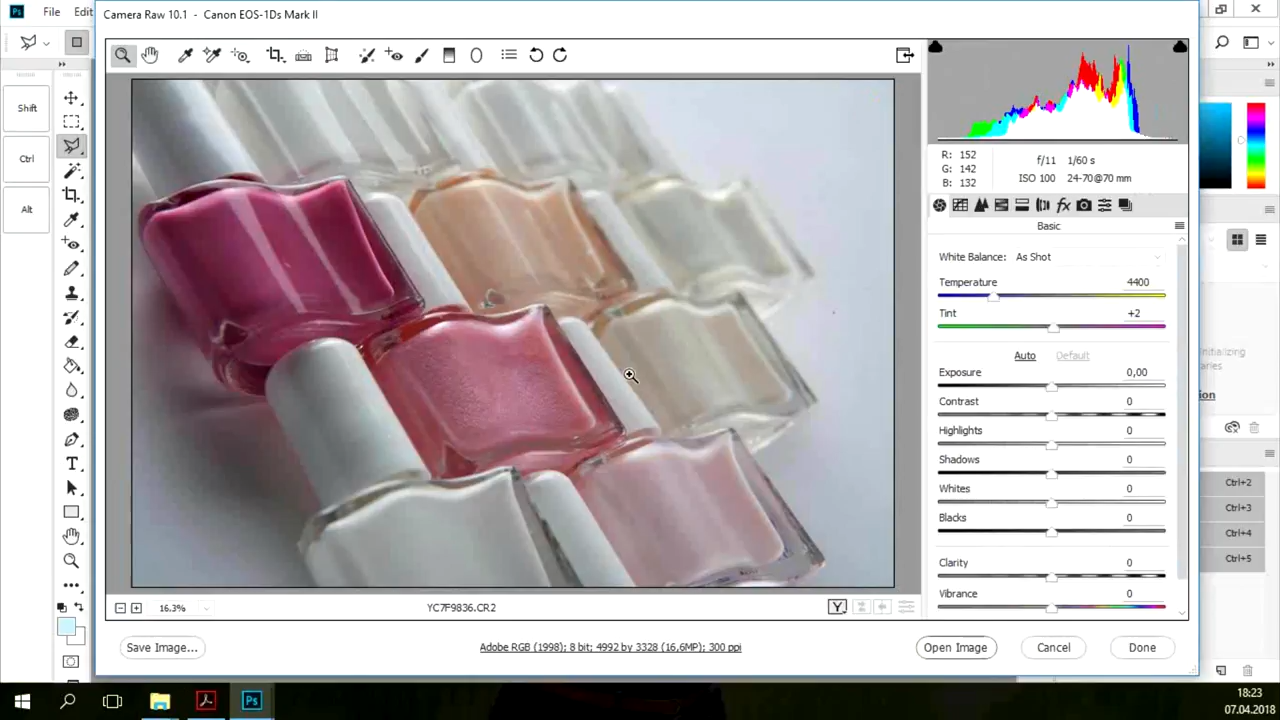 Camera Raw 10.1 - Canon EOS-1Ds Mark II
Ps
File
Edit
Shift
Ctrl
Alt
R: 152
G: 142
B: 132
f/11 1/60 s
ISO 100 24-70@70 mm
Basic
White Balance: As Shot
Temperature 4400
Tint +2
Auto Default
Exposure 0,00
Contrast 0
Highlights 0
Shadows 0
Whites 0
Blacks 0
Clarity 0
Vibrance 0
16.3%
YC7F9836.CR2
Y
Save Image...
Adobe RGB (1998); 8 bit; 4992 by 3328 (16,6MP); 300 ppi
Open Image
Cancel
Done
nitializing
ion
Ctrl+2
Ctrl+3
Ctrl+4
Ctrl+5
Ps
18:23
07.04.2018